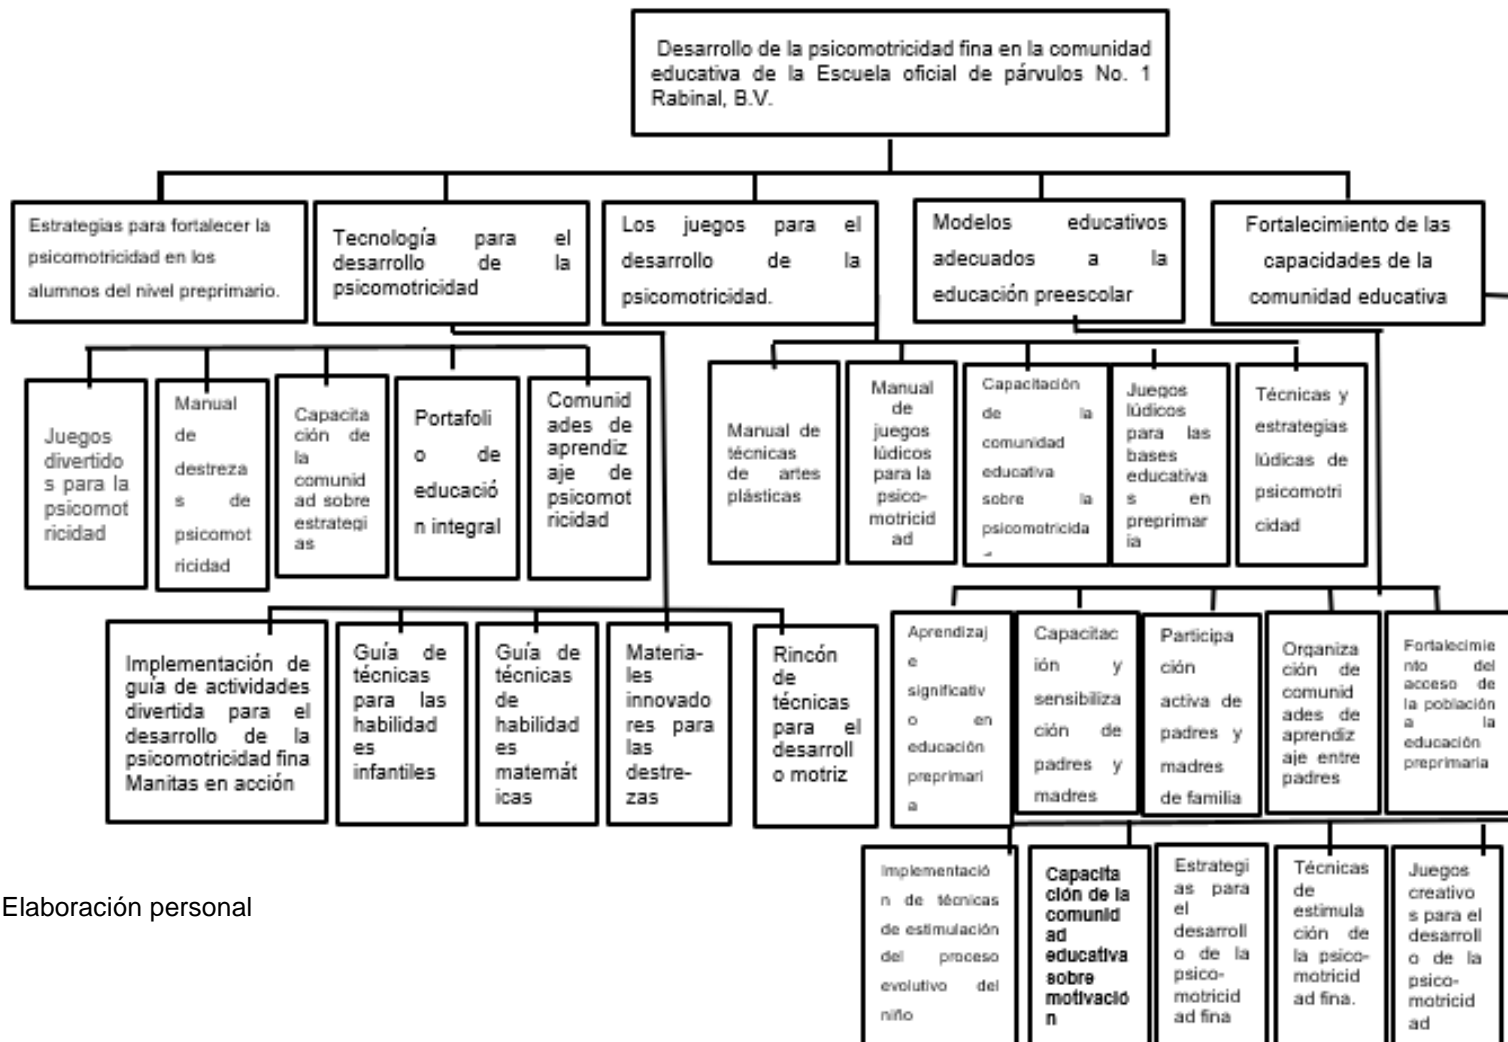 Desarrollo de la psicomotricidad fina en la comunidad
educativa de la Escuela oficial de párvulos No. 1
Rabinal, B.V.
Estrategias para fortalecer la
psicomotricidad en los
alumnos del nivel preprimario.
Tecnología para el
desarrollo de la
psicomotricidad
Los juegos para el
desarrollo de la
psicomotricidad.
Modelos educativos
adecuados a la
educación preescolar
Fortalecimiento de las
capacidades de la
comunidad educativa
Juegos
divertido
s para la
psicomot
ricidad
Manual
de
destreza
s de
psicomot
ricidad
Capacita
ción de
la
comunid
ad sobre
estrategi
as
Portafoli
o de
educació
n integral
Comunid
ades de
aprendiz
aje de
psicomot
ricidad
Manual de
técnicas
de artes
plásticas
Manual
de
juegos
lúdicos
para la
psico-
motricid
ad
Capacitación
de la
comunidad
educativa
sobre la
psicomotricida
Juegos
lúdicos
para las
bases
educativa
s en
preprimar
ia
Técnicas y
estrategias
lúdicas de
psicomotri
cidad
Implementación de
guía de actividades
divertida para el
desarrollo de la
psicomotricidad fina
Manitas en acción
Guía de
técnicas
para las
habilidad
es
infantiles
Guía de
técnicas
de
habilidad
es
matemát
icas
Materia-
les
innovado
res para
las
destre-
zas
Rincón
de
técnicas
para el
desarroll
o motriz
Aprendizaj
e
significativ
o en
educación
preprimari
a
Capacitac
ión y
sensibiliza
ción de
padres y
madres
Participa
ción
activa de
padres y
madres
de familia
Organiza
ción de
comunid
ades de
aprendiz
aje entre
padres
Fortalecimie
nto del
acceso de
la población
a la
educación
preprimaria
Implementació
n de técnicas
de estimulación
del proceso
evolutivo del
niño
Capacita
ción de la
comunid
ad
educativa
sobre
motivació
n
Estrategi
as para
el
desarroll
o de la
psico-
motricid
ad fina
Técnicas
de
estimula
ción de
la psico-
motricid
ad fina.
Juegos
creativo
s para el
desarroll
o de la
psico-
motricid
ad
Elaboración personal